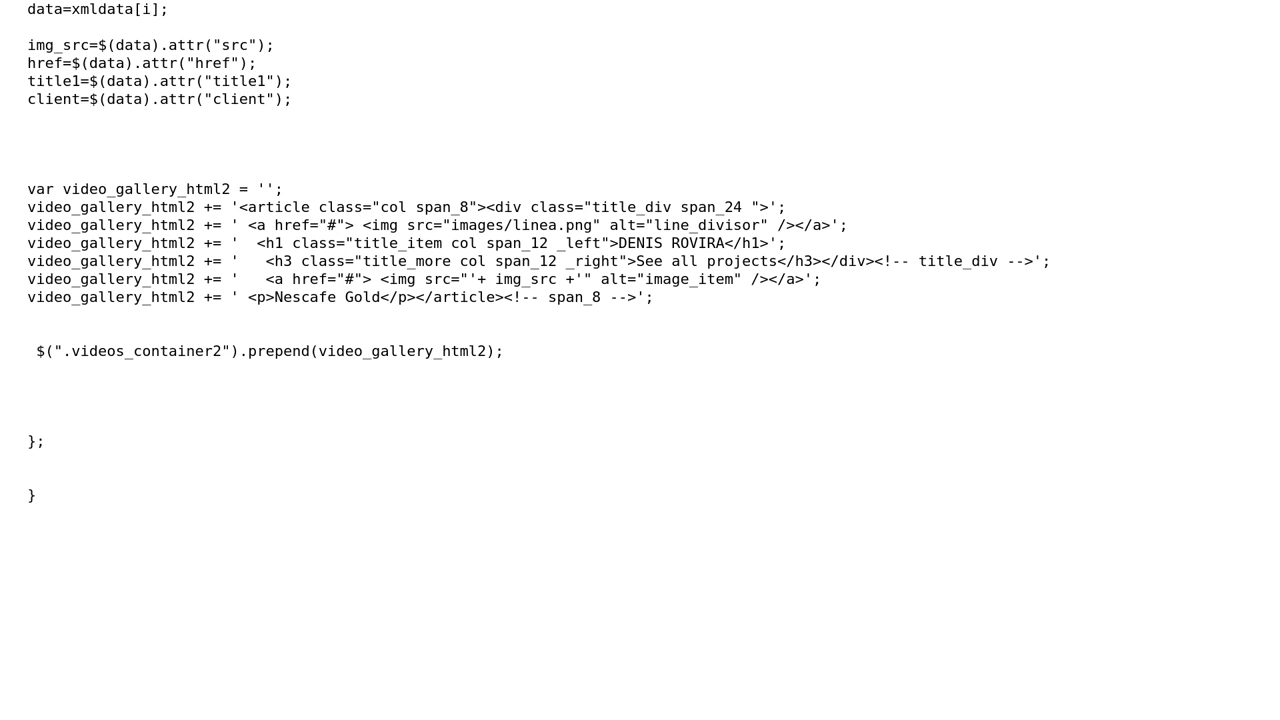 data=xmldata[i];
img_src=$(data).attr("src");
href=$(data).attr("href");
title1=$(data).attr("title1");
client=$(data).attr("client");
var video_gallery_html2 = '';
video_gallery_html2 += '<article class="col span_8"><div class="title_div span_24 ">';
video_gallery_html2 += ' <a href="#"> <img src="images/linea.png" alt="line_divisor" /></a>';
video_gallery_html2 += '  <h1 class="title_item col span_12 _left">DENIS ROVIRA</h1>';
video_gallery_html2 += '   <h3 class="title_more col span_12 _right">See all projects</h3></div><!-- title_div -->';
video_gallery_html2 += '   <a href="#"> <img src="'+ img_src +'" alt="image_item" /></a>';
video_gallery_html2 += ' <p>Nescafe Gold</p></article><!-- span_8 -->';
$(".videos_container2").prepend(video_gallery_html2);
};
}